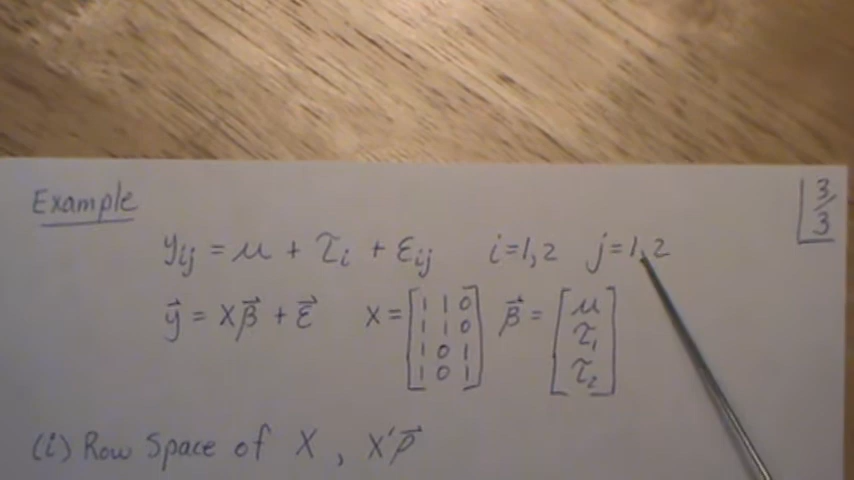 Example
3/3
yij = μ + τi + εij i=1,2 j=1,2
y⃗ = Xβ⃗ + ε⃗ X = [1 1 0
1 1 0
1 0 1
1 0 1] β⃗ = [μ
τ1
τ2]
(i) Row Space of X , X'ρ⃗